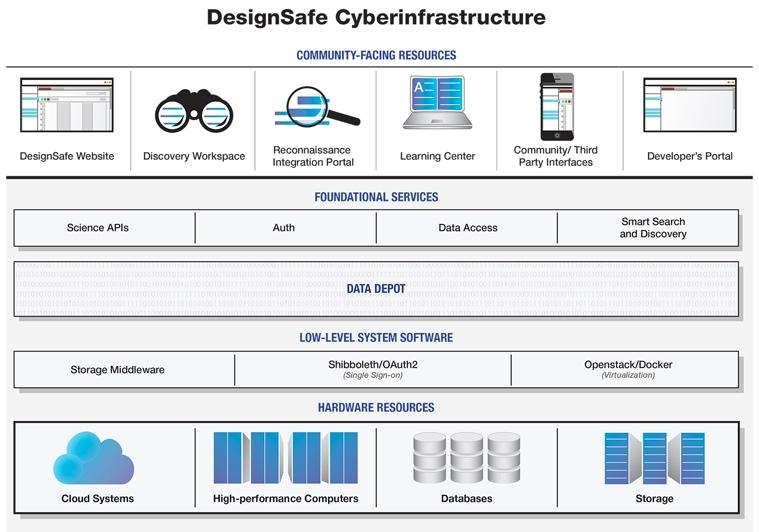 DesignSafe Cyberinfrastructure
COMMUNITY-FACING RESOURCES
A
DesignSafe Website
Discovery Workspace
Reconnaissance
Integration Portal
Learning Center
Community/ Third
Party Interfaces
Developer's Portal
FOUNDATIONAL SERVICES
Science APIs
Auth
Data Access
Smart Search
and Discovery
DATA DEPOT
LOW-LEVEL SYSTEM SOFTWARE
Storage Middleware
Shibboleth/OAuth2
(Single Sign-on)
Openstack/Docker
(Virtualization)
HARDWARE RESOURCES
Cloud Systems
High-performance Computers
Databases
Storage